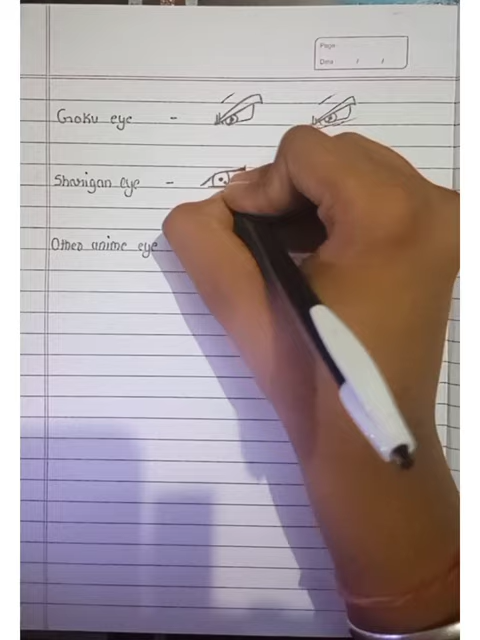 Page
Date / /
Goku eye -
Sharigan eye -
Other anime eye